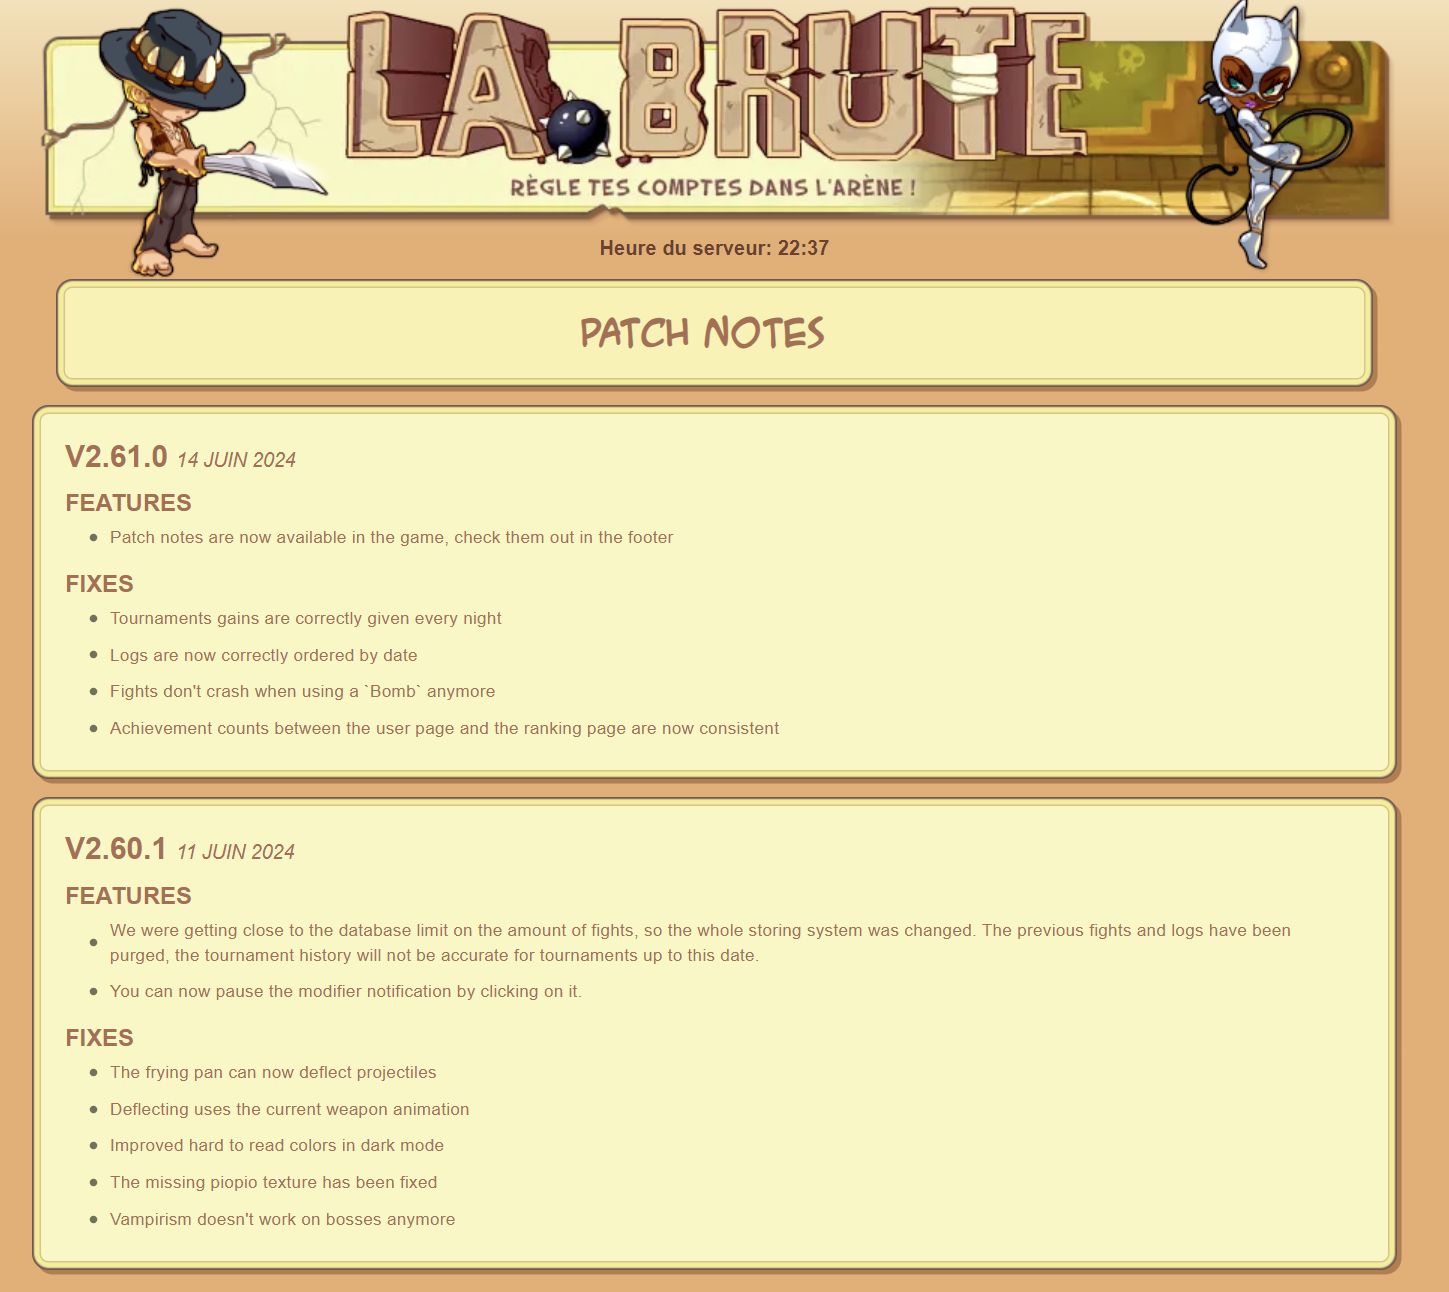 LA BRUTE
RÈGLE TES COMPTES DANS L'ARÈNE !
Heure du serveur: 22:37
PATCH NOTES
V2.61.0 14 JUIN 2024
FEATURES
Patch notes are now available in the game, check them out in the footer
FIXES
Tournaments gains are correctly given every night
Logs are now correctly ordered by date
Fights don't crash when using a `Bomb` anymore
Achievement counts between the user page and the ranking page are now consistent
V2.60.1 11 JUIN 2024
FEATURES
We were getting close to the database limit on the amount of fights, so the whole storing system was changed. The previous fights and logs have been
purged, the tournament history will not be accurate for tournaments up to this date.
You can now pause the modifier notification by clicking on it.
FIXES
The frying pan can now deflect projectiles
Deflecting uses the current weapon animation
Improved hard to read colors in dark mode
The missing piopio texture has been fixed
Vampirism doesn't work on bosses anymore